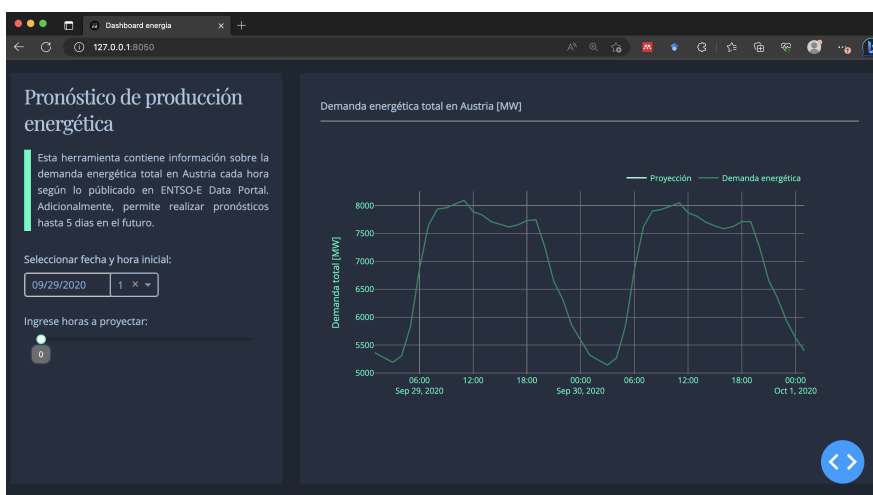 Dashboard energia
127.0.0.1:8050
Pronóstico de producción
energética
Esta herramienta contiene información sobre la
demanda energética total en Austria cada hora
según lo públicado en ENTSO-E Data Portal.
Adicionalmente, permite realizar pronósticos
hasta 5 dias en el futuro.
Seleccionar fecha y hora inicial:
09/29/2020 1
Ingrese horas a proyectar:
0
Demanda energética total en Austria [MW]
Proyección Demanda energética
Demanda total [MW]
8000
7500
7000
6500
6000
5500
5000
06:00 12:00 18:00 00:00 06:00 12:00 18:00 00:00
Sep 29, 2020 Sep 30, 2020 Oct 1, 2020